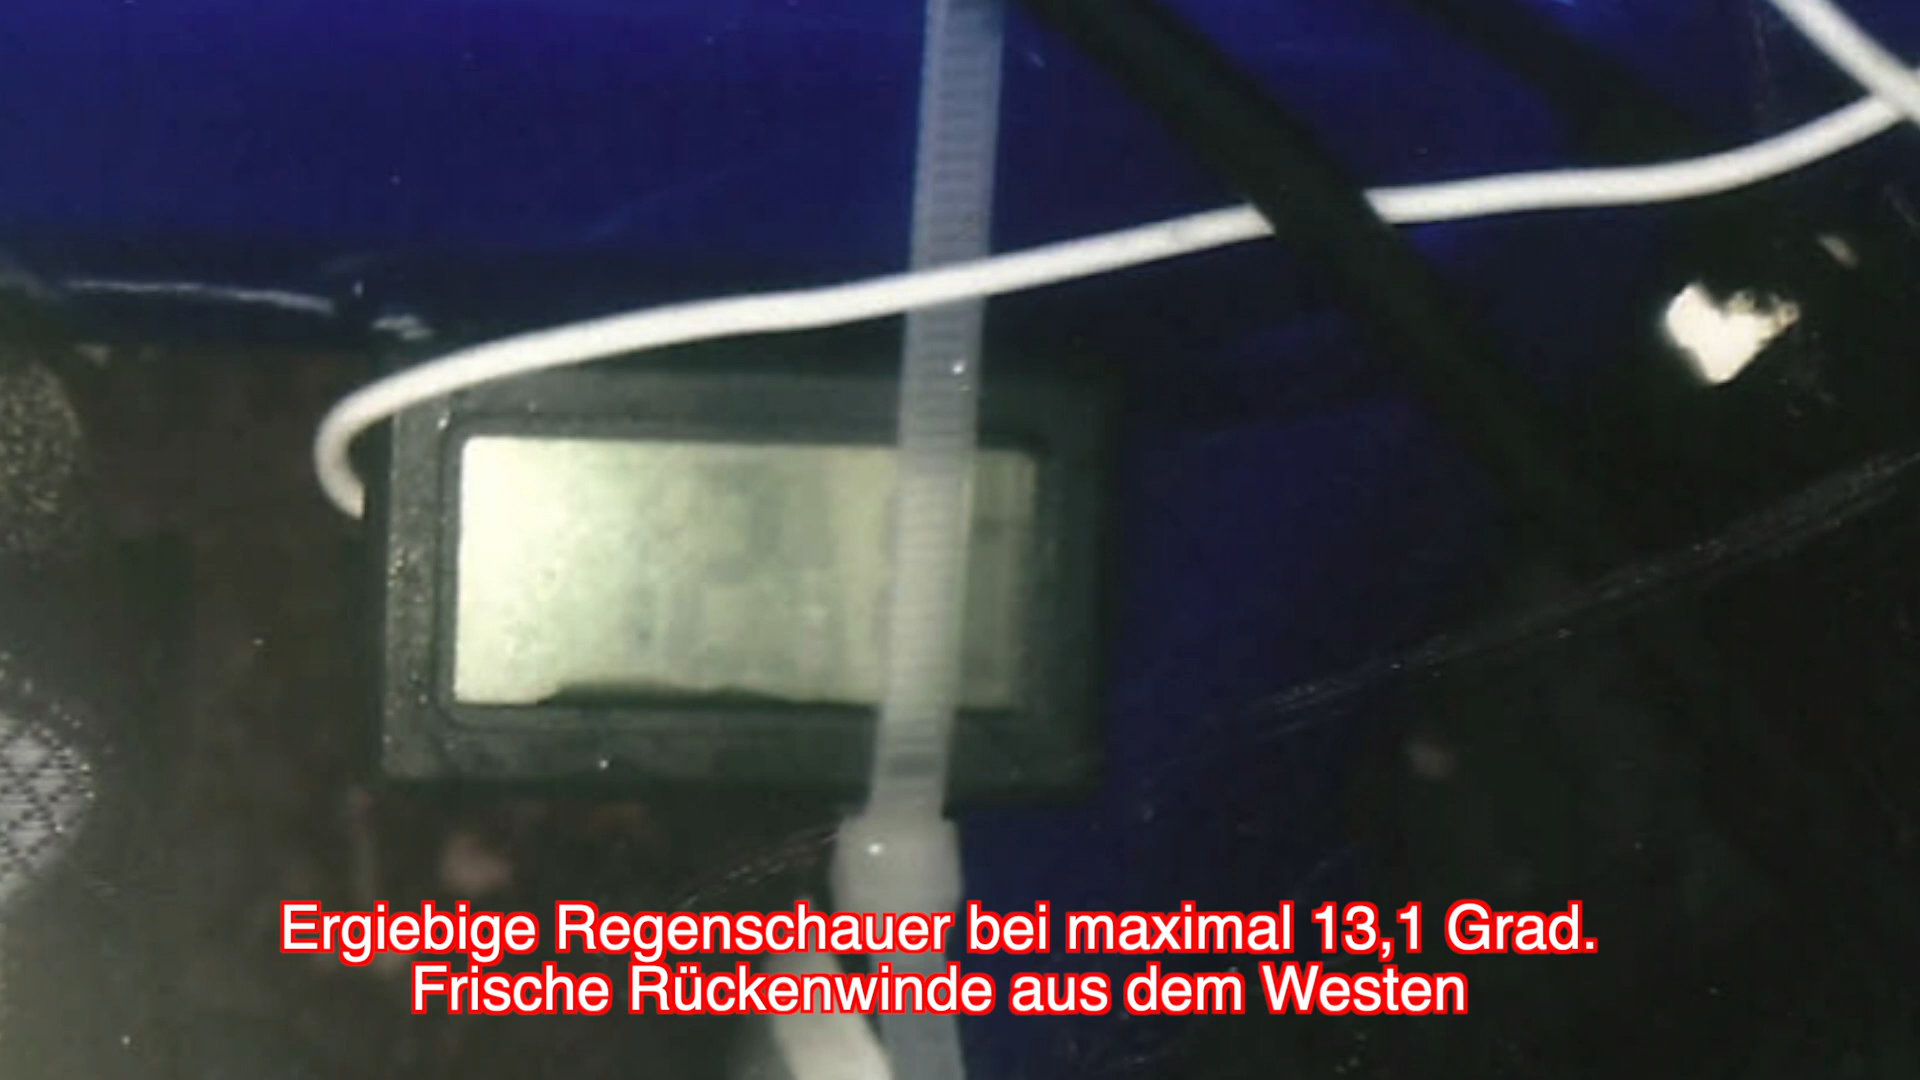 Ergiebige Regenschauer bei maximal 13,1 Grad.
Frische Rückenwinde aus dem Westen